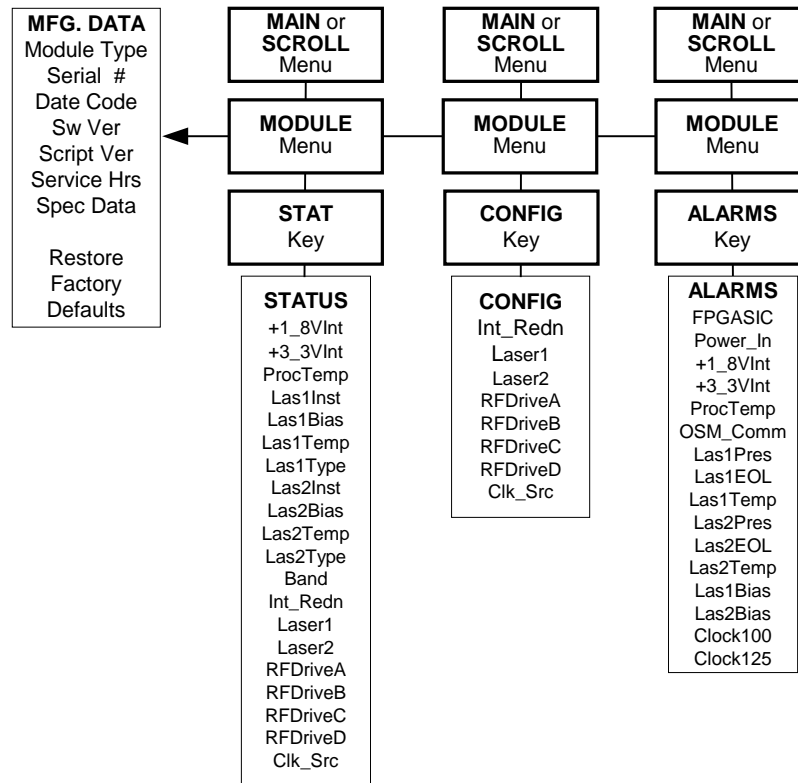 MFG. DATA
Module Type
Serial #
Date Code
Sw Ver
Script Ver
Service Hrs
Spec Data
Restore
Factory
Defaults
MAIN or
SCROLL
Menu
MODULE
Menu
STAT
Key
STATUS
+1_8VInt
+3_3VInt
ProcTemp
Las1Inst
Las1Bias
Las1Temp
Las1Type
Las2Inst
Las2Bias
Las2Temp
Las2Type
Band
Int_Redn
Laser1
Laser2
RFDriveA
RFDriveB
RFDriveC
RFDriveD
Clk_Src
MAIN or
SCROLL
Menu
MODULE
Menu
CONFIG
Key
CONFIG
Int_Redn
Laser1
Laser2
RFDriveA
RFDriveB
RFDriveC
RFDriveD
Clk_Src
MAIN or
SCROLL
Menu
MODULE
Menu
ALARMS
Key
ALARMS
FPGASIC
Power_In
+1_8VInt
+3_3VInt
ProcTemp
OSM_Comm
Las1Pres
Las1EOL
Las1Temp
Las2Pres
Las2EOL
Las2Temp
Las1Bias
Las2Bias
Clock100
Clock125